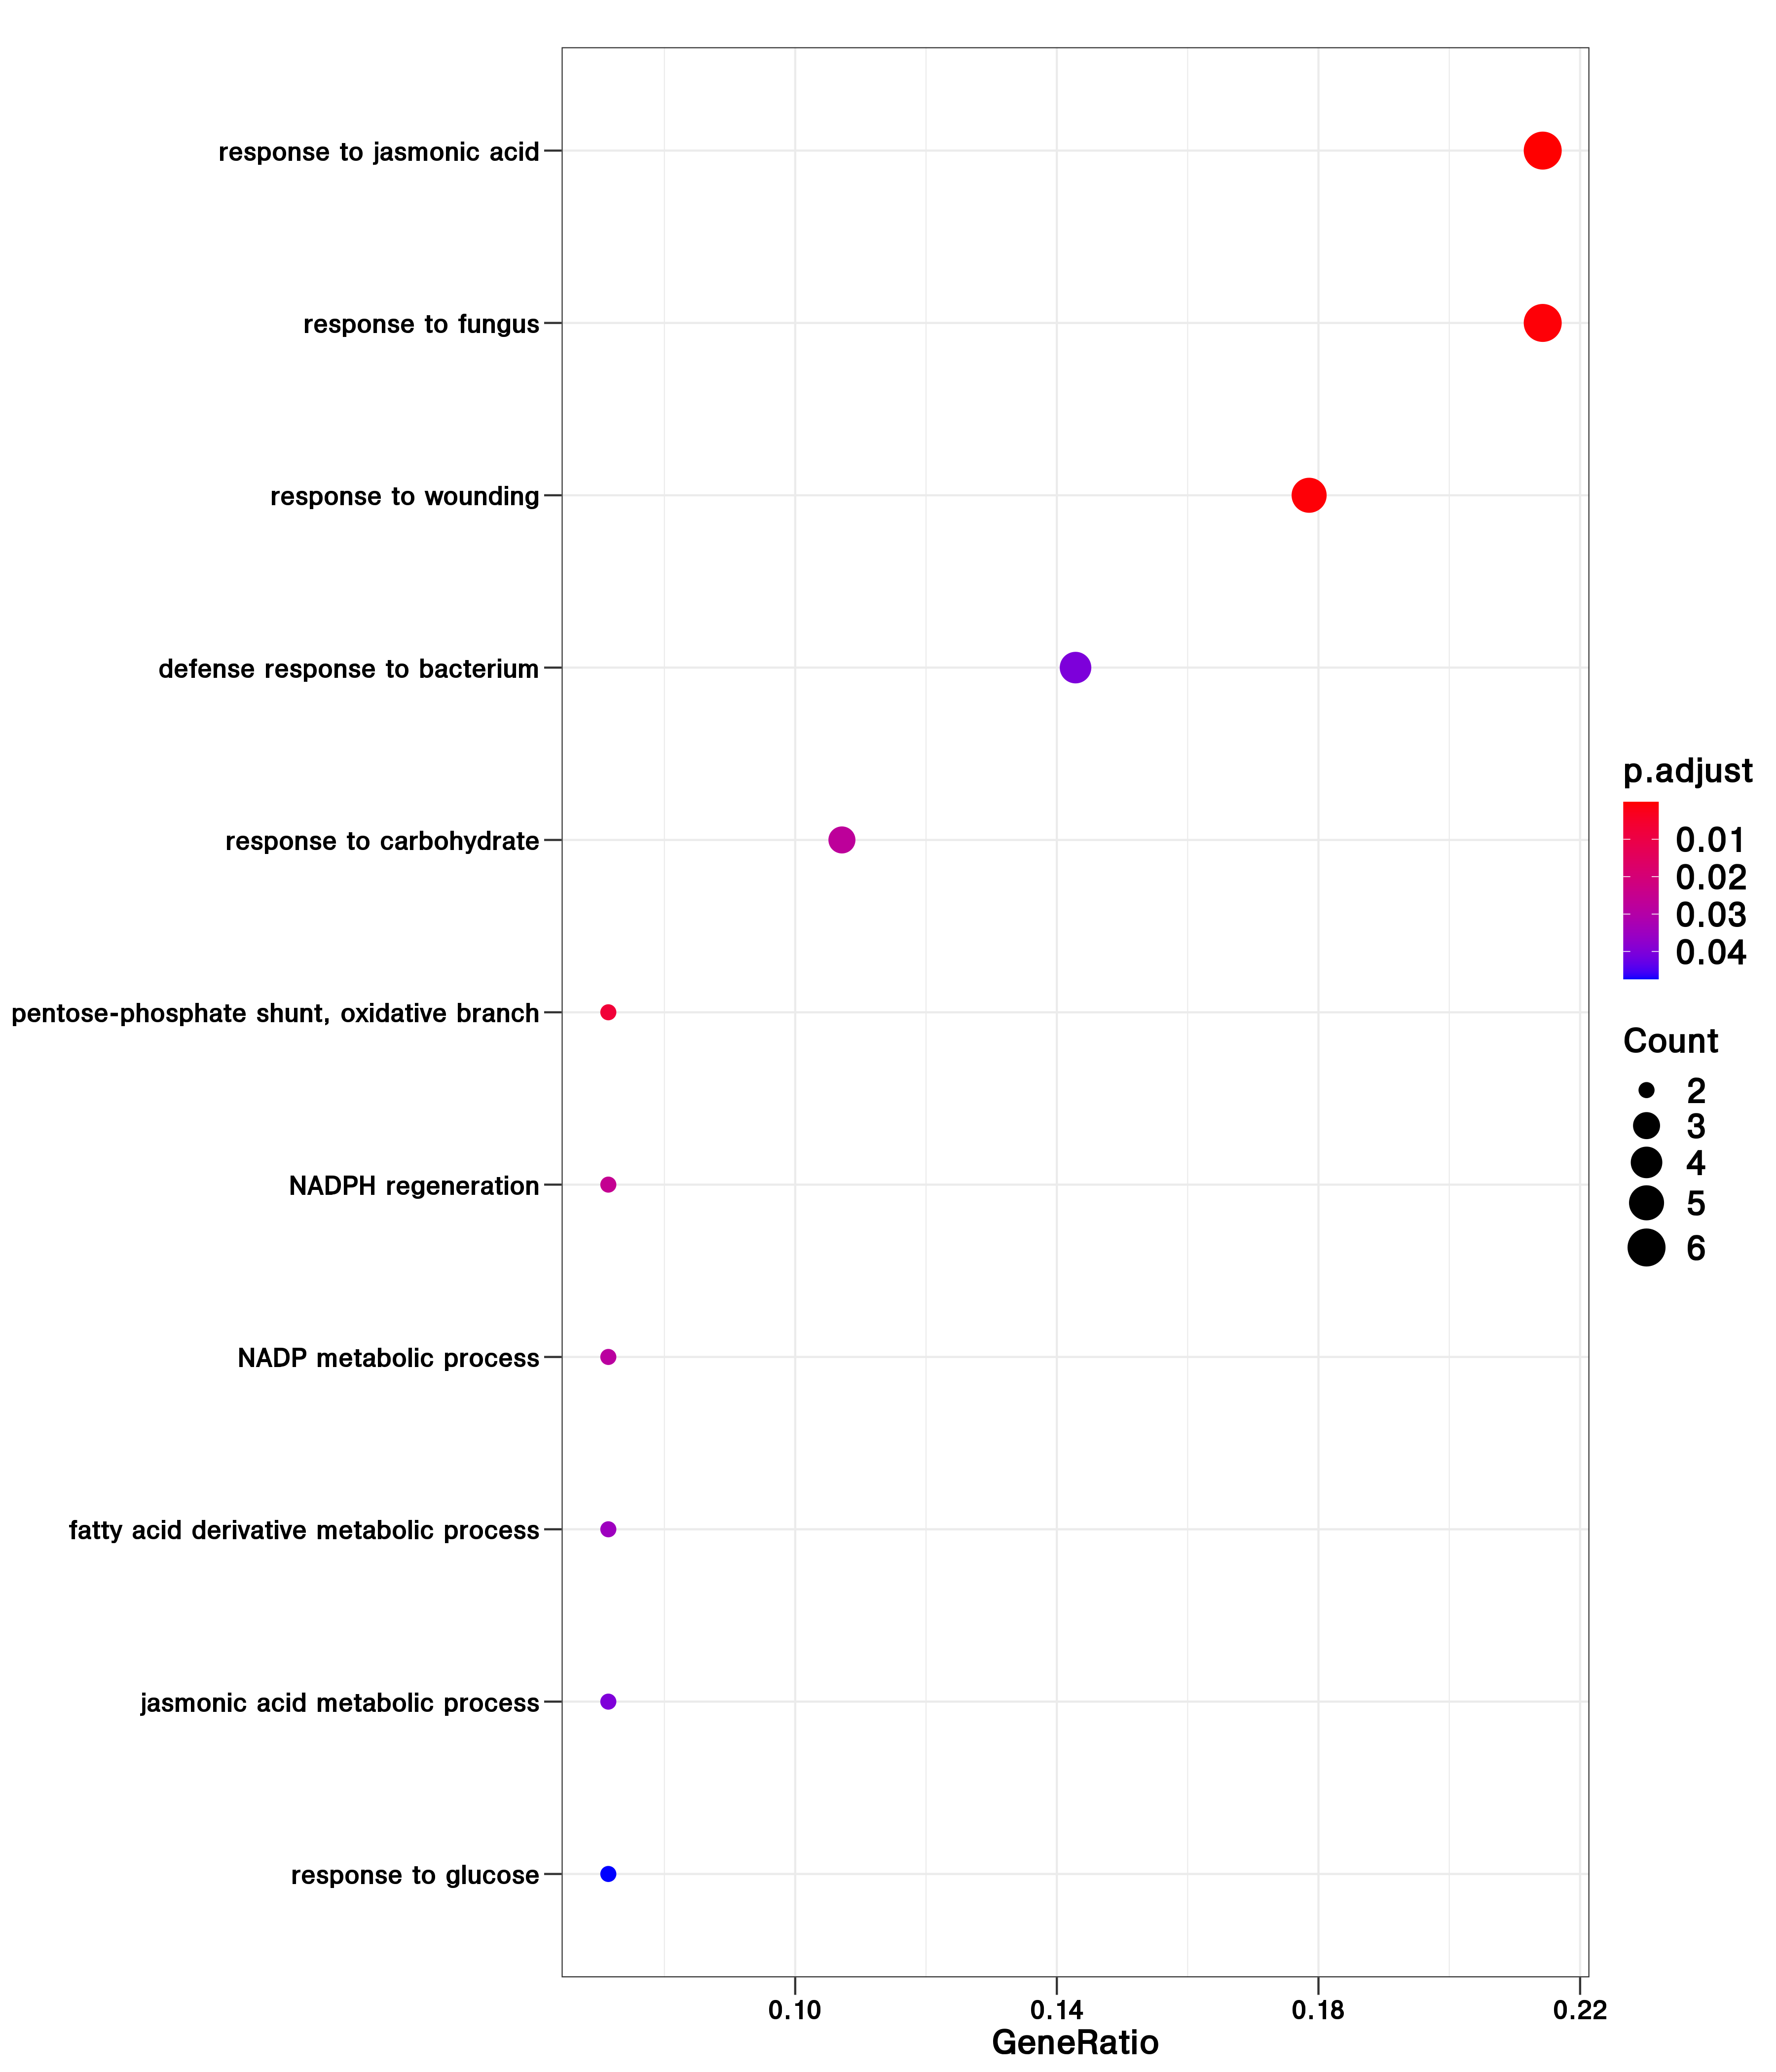 response to jasmonic acid
response to fungus
response to wounding
defense response to bacterium
response to carbohydrate
pentose-phosphate shunt, oxidative branch
NADPH regeneration
NADP metabolic process
fatty acid derivative metabolic process
jasmonic acid metabolic process
response to glucose
0.10 0.14 0.18 0.22
GeneRatio
p.adjust
0.01
0.02
0.03
0.04
Count
2
3
4
5
6